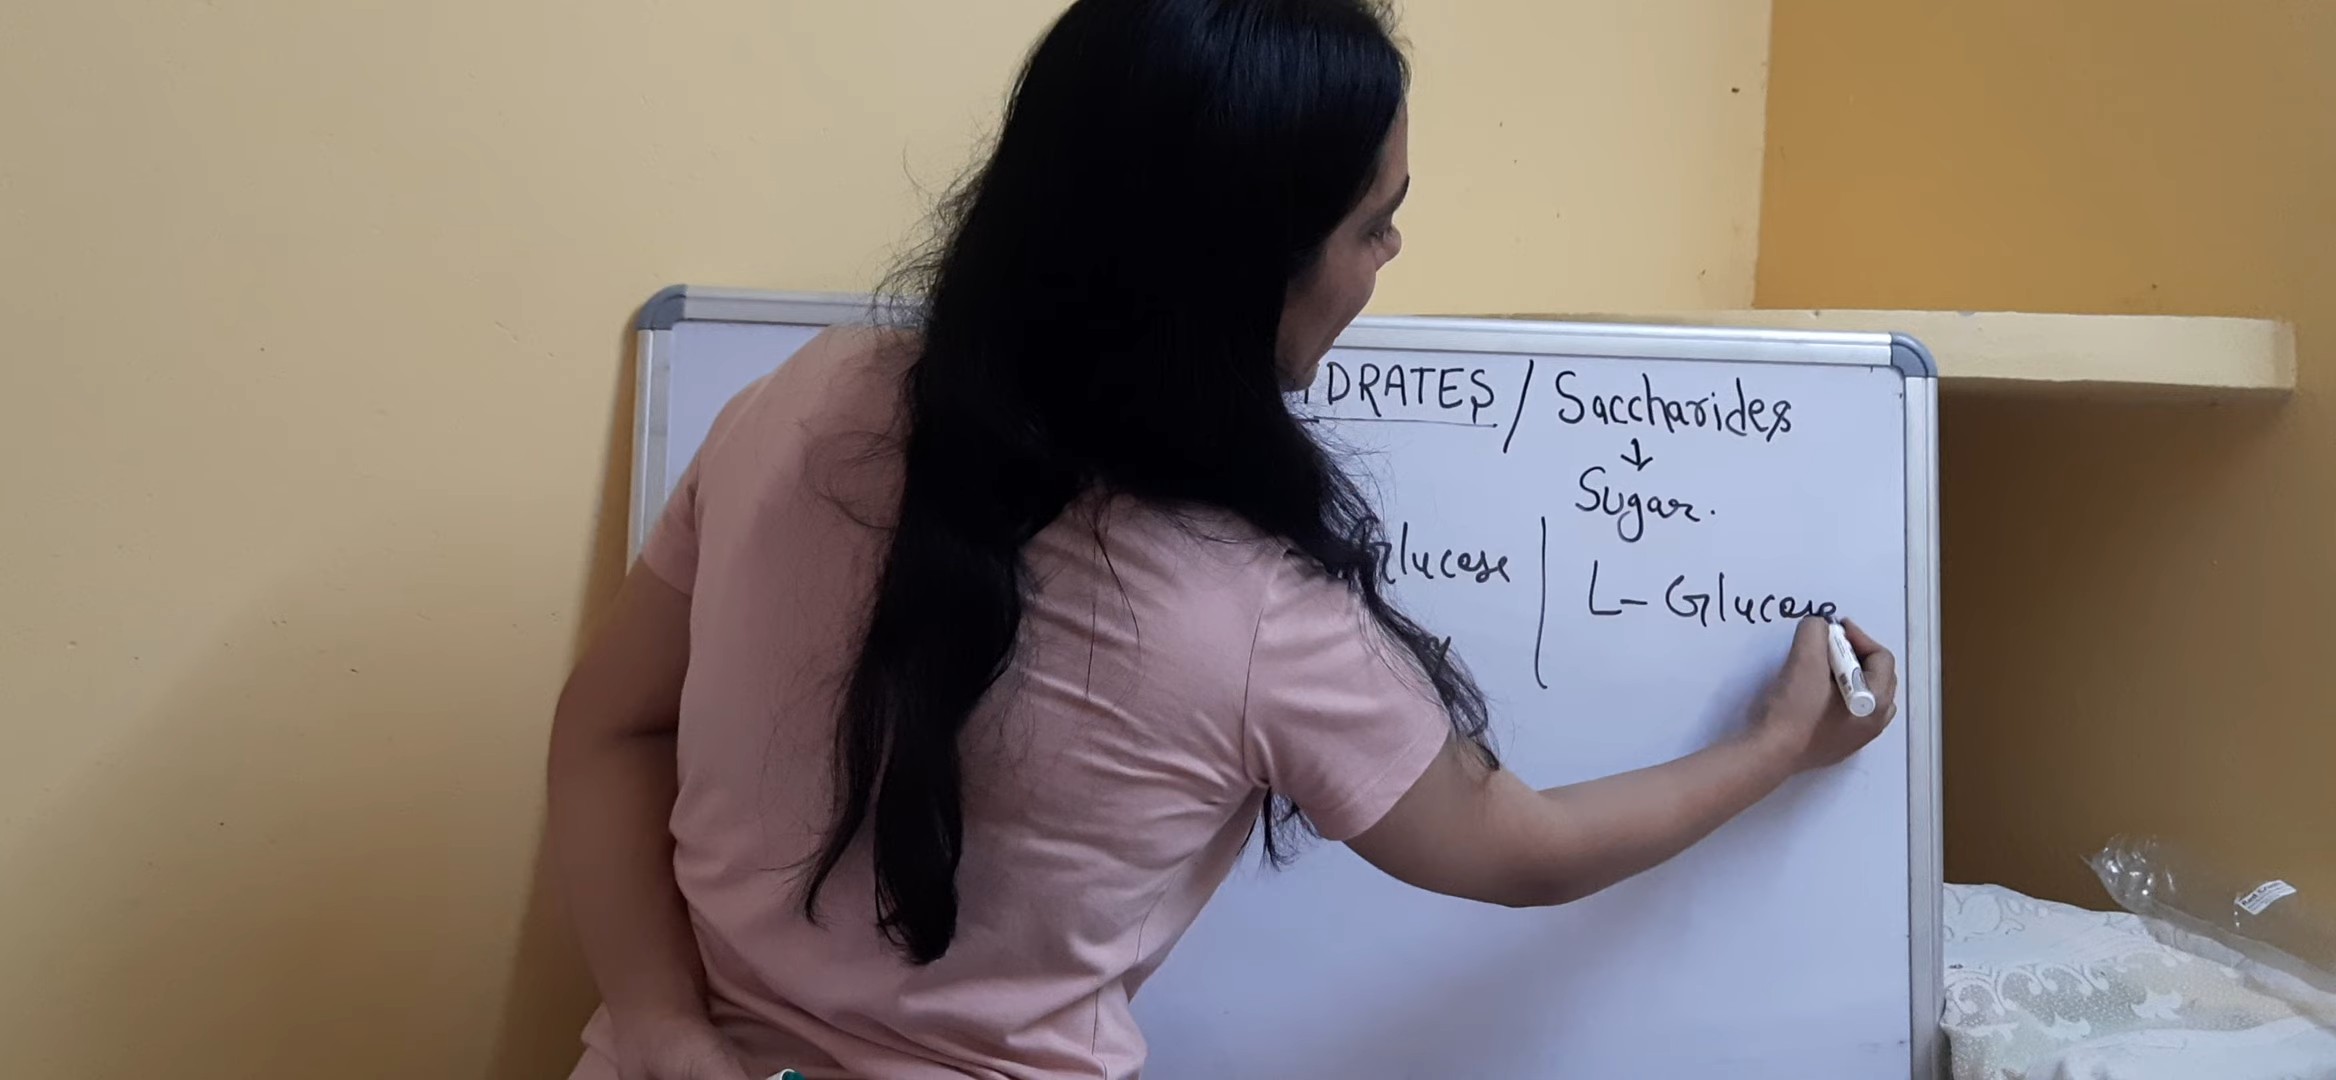 DRATES / Saccharides
↓
Sugar.
Glucose | L- Glucose